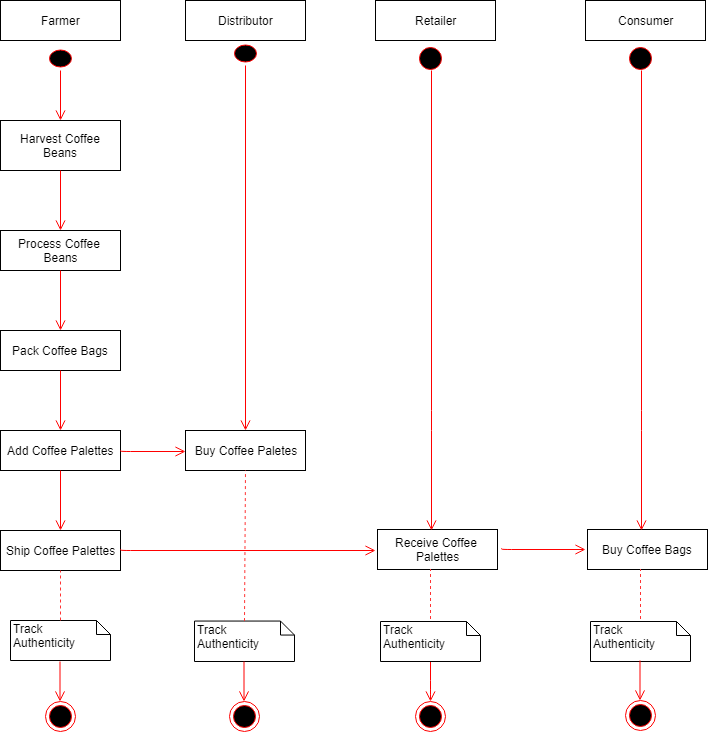 Farmer
Distributor
Retailer
Consumer
Harvest Coffee
Beans
Process Coffee
Beans
Pack Coffee Bags
Add Coffee Palettes
Buy Coffee Paletes
Ship Coffee Palettes
Receive Coffee
Palettes
Buy Coffee Bags
Track
Authenticity
Track
Authenticity
Track
Authenticity
Track
Authenticity